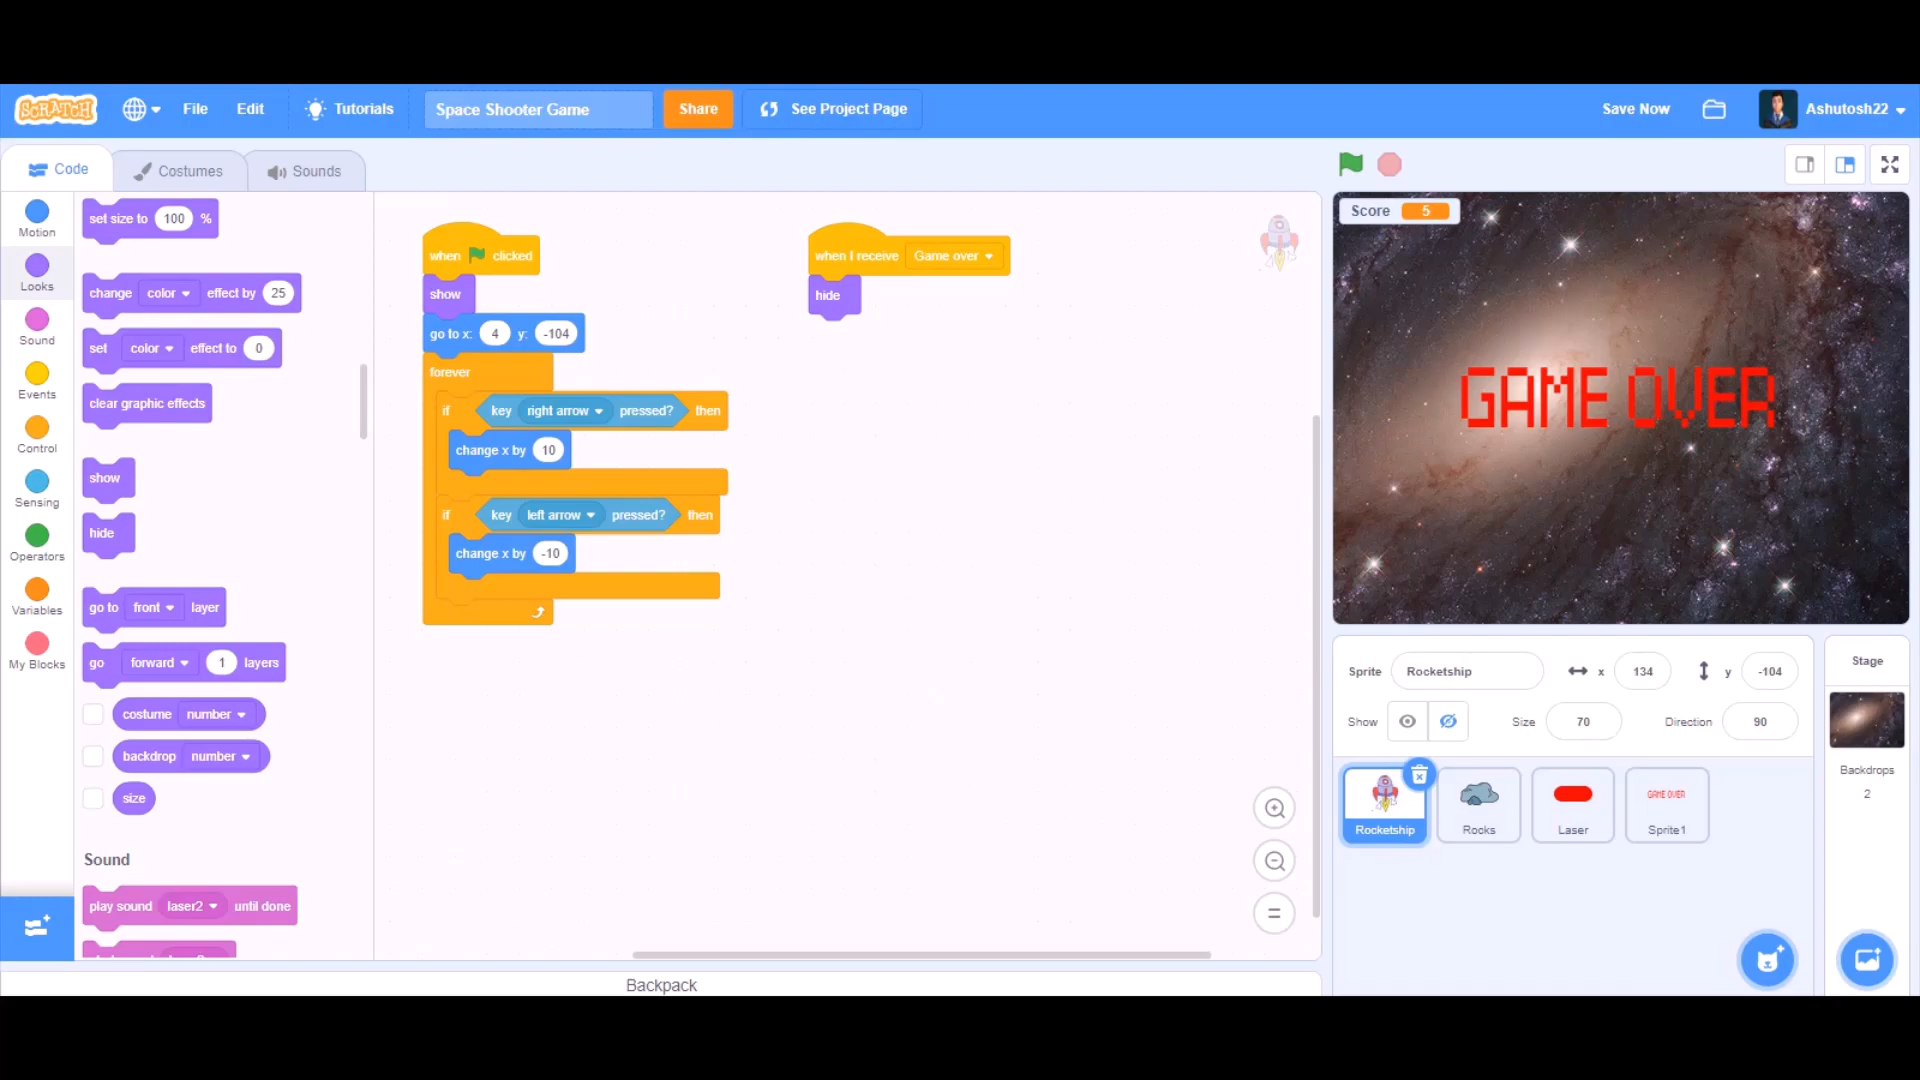 SCRATCH File Edit Tutorials Space Shooter Game Share See Project Page Save Now Ashutosh22
Code Costumes Sounds
Motion
Looks
Sound
Events
Control
Sensing
Operators
Variables
My Blocks
set size to 100 %
change color effect by 25
set color effect to 0
clear graphic effects
show
hide
go to front layer
go forward 1 layers
costume number
backdrop number
size
Sound
play sound laser2 until done
when clicked
show
go to x: 4 y: -104
forever
if key right arrow pressed? then
change x by 10
if key left arrow pressed? then
change x by -10
when I receive Game over
hide
Backpack
Score 5
GAME OVER
Sprite Rocketship x 134 y -104
Show Size 70 Direction 90
Rocketship
Rocks
Laser
GAME OVER
Sprite1
Stage
Backdrops
2